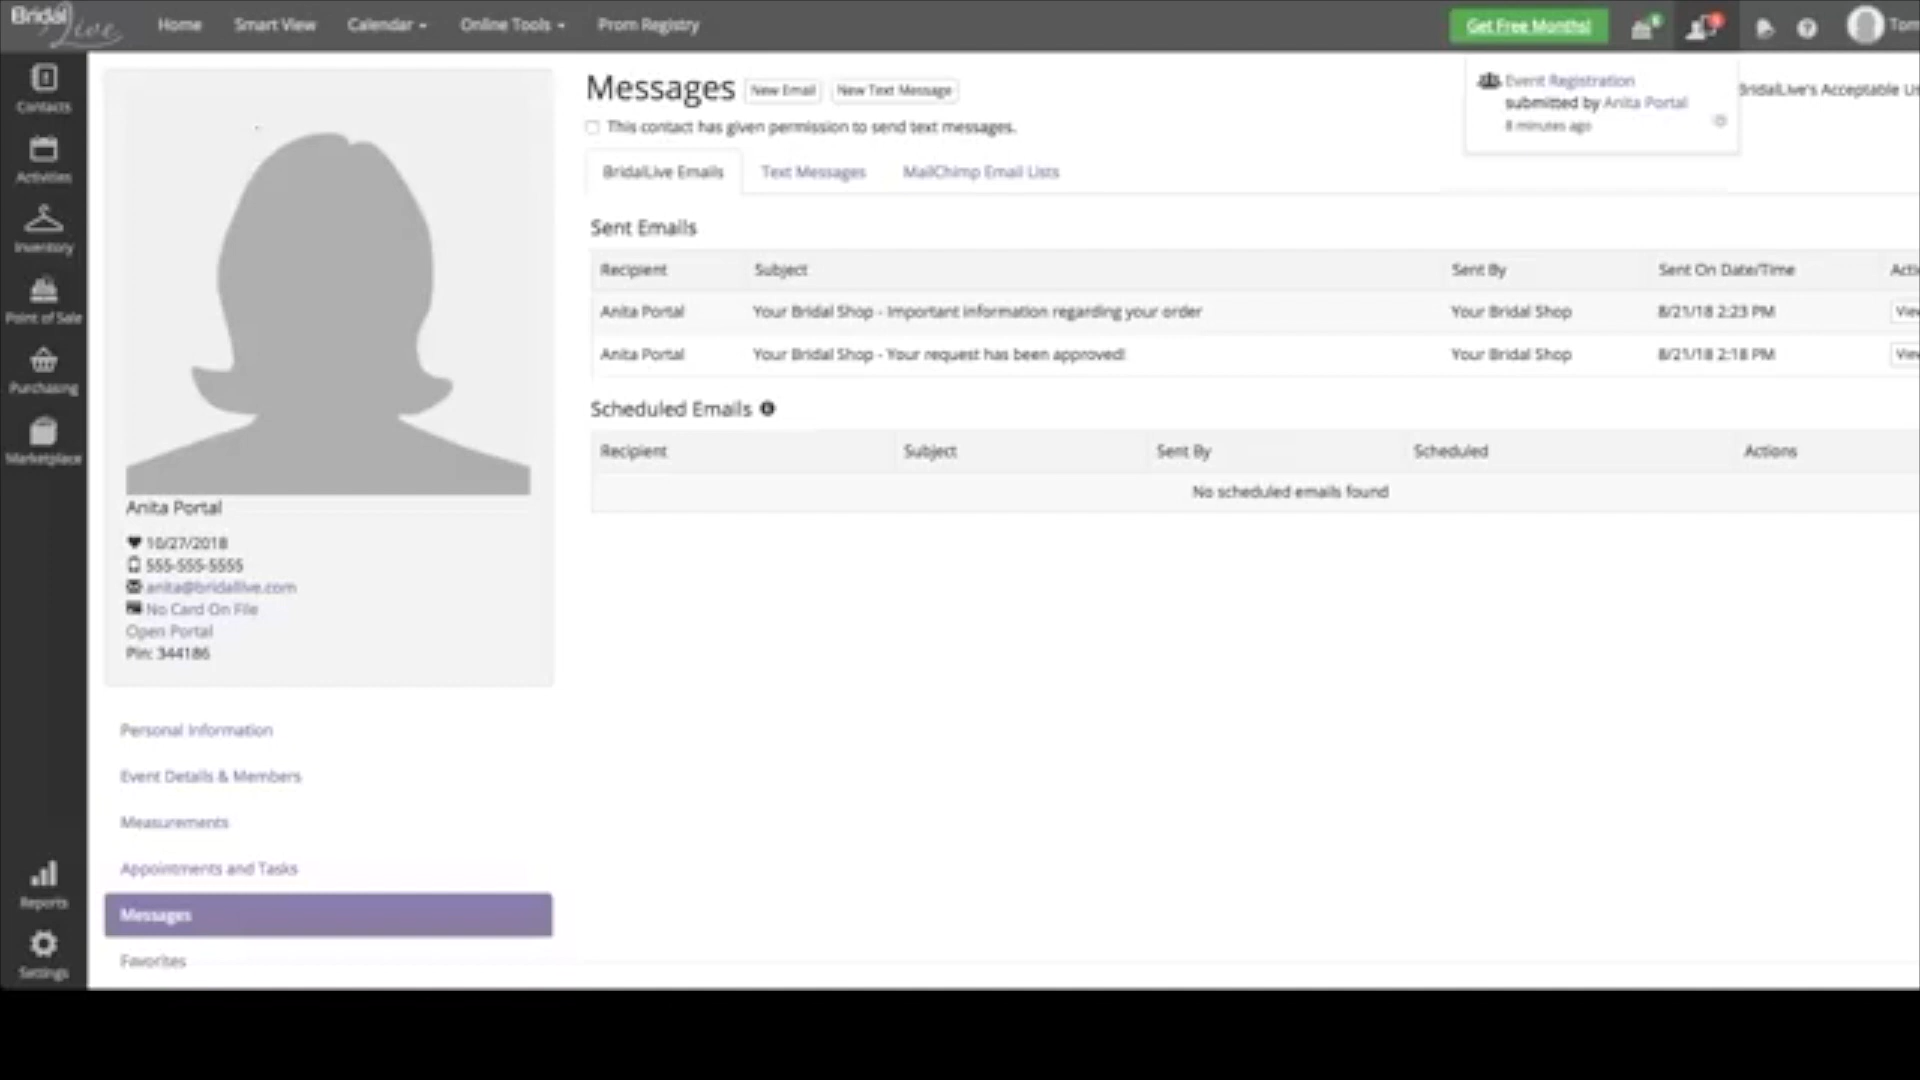 Bridal Live
Home Smart View Calendar Online Tools Prom Registry Get Free Months!
Contacts
Activities
Inventory
Point of Sale
Purchasing
Marketplace
Reports
Settings
Anita Portal
10/27/2018
555-555-5555
anita@bridallive.com
No Card On File
Open Portal
Pin: 344186
Personal Information
Event Details & Members
Measurements
Appointments and Tasks
Messages
Favorites
Messages New Email New Text Message
This contact has given permission to send text messages.
BridalLive Emails Text Messages MailChimp Email Lists
Event Registration
submitted by Anita Portal
8 minutes ago
BridalLive's Acceptable Us
Sent Emails
Recipient Subject Sent By Sent On Date/Time Acti
Anita Portal Your Bridal Shop - Important information regarding your order Your Bridal Shop 8/21/18 2:23 PM View
Anita Portal Your Bridal Shop - Your request has been approved! Your Bridal Shop 8/21/18 2:18 PM View
Scheduled Emails
Recipient Subject Sent By Scheduled Actions
No scheduled emails found